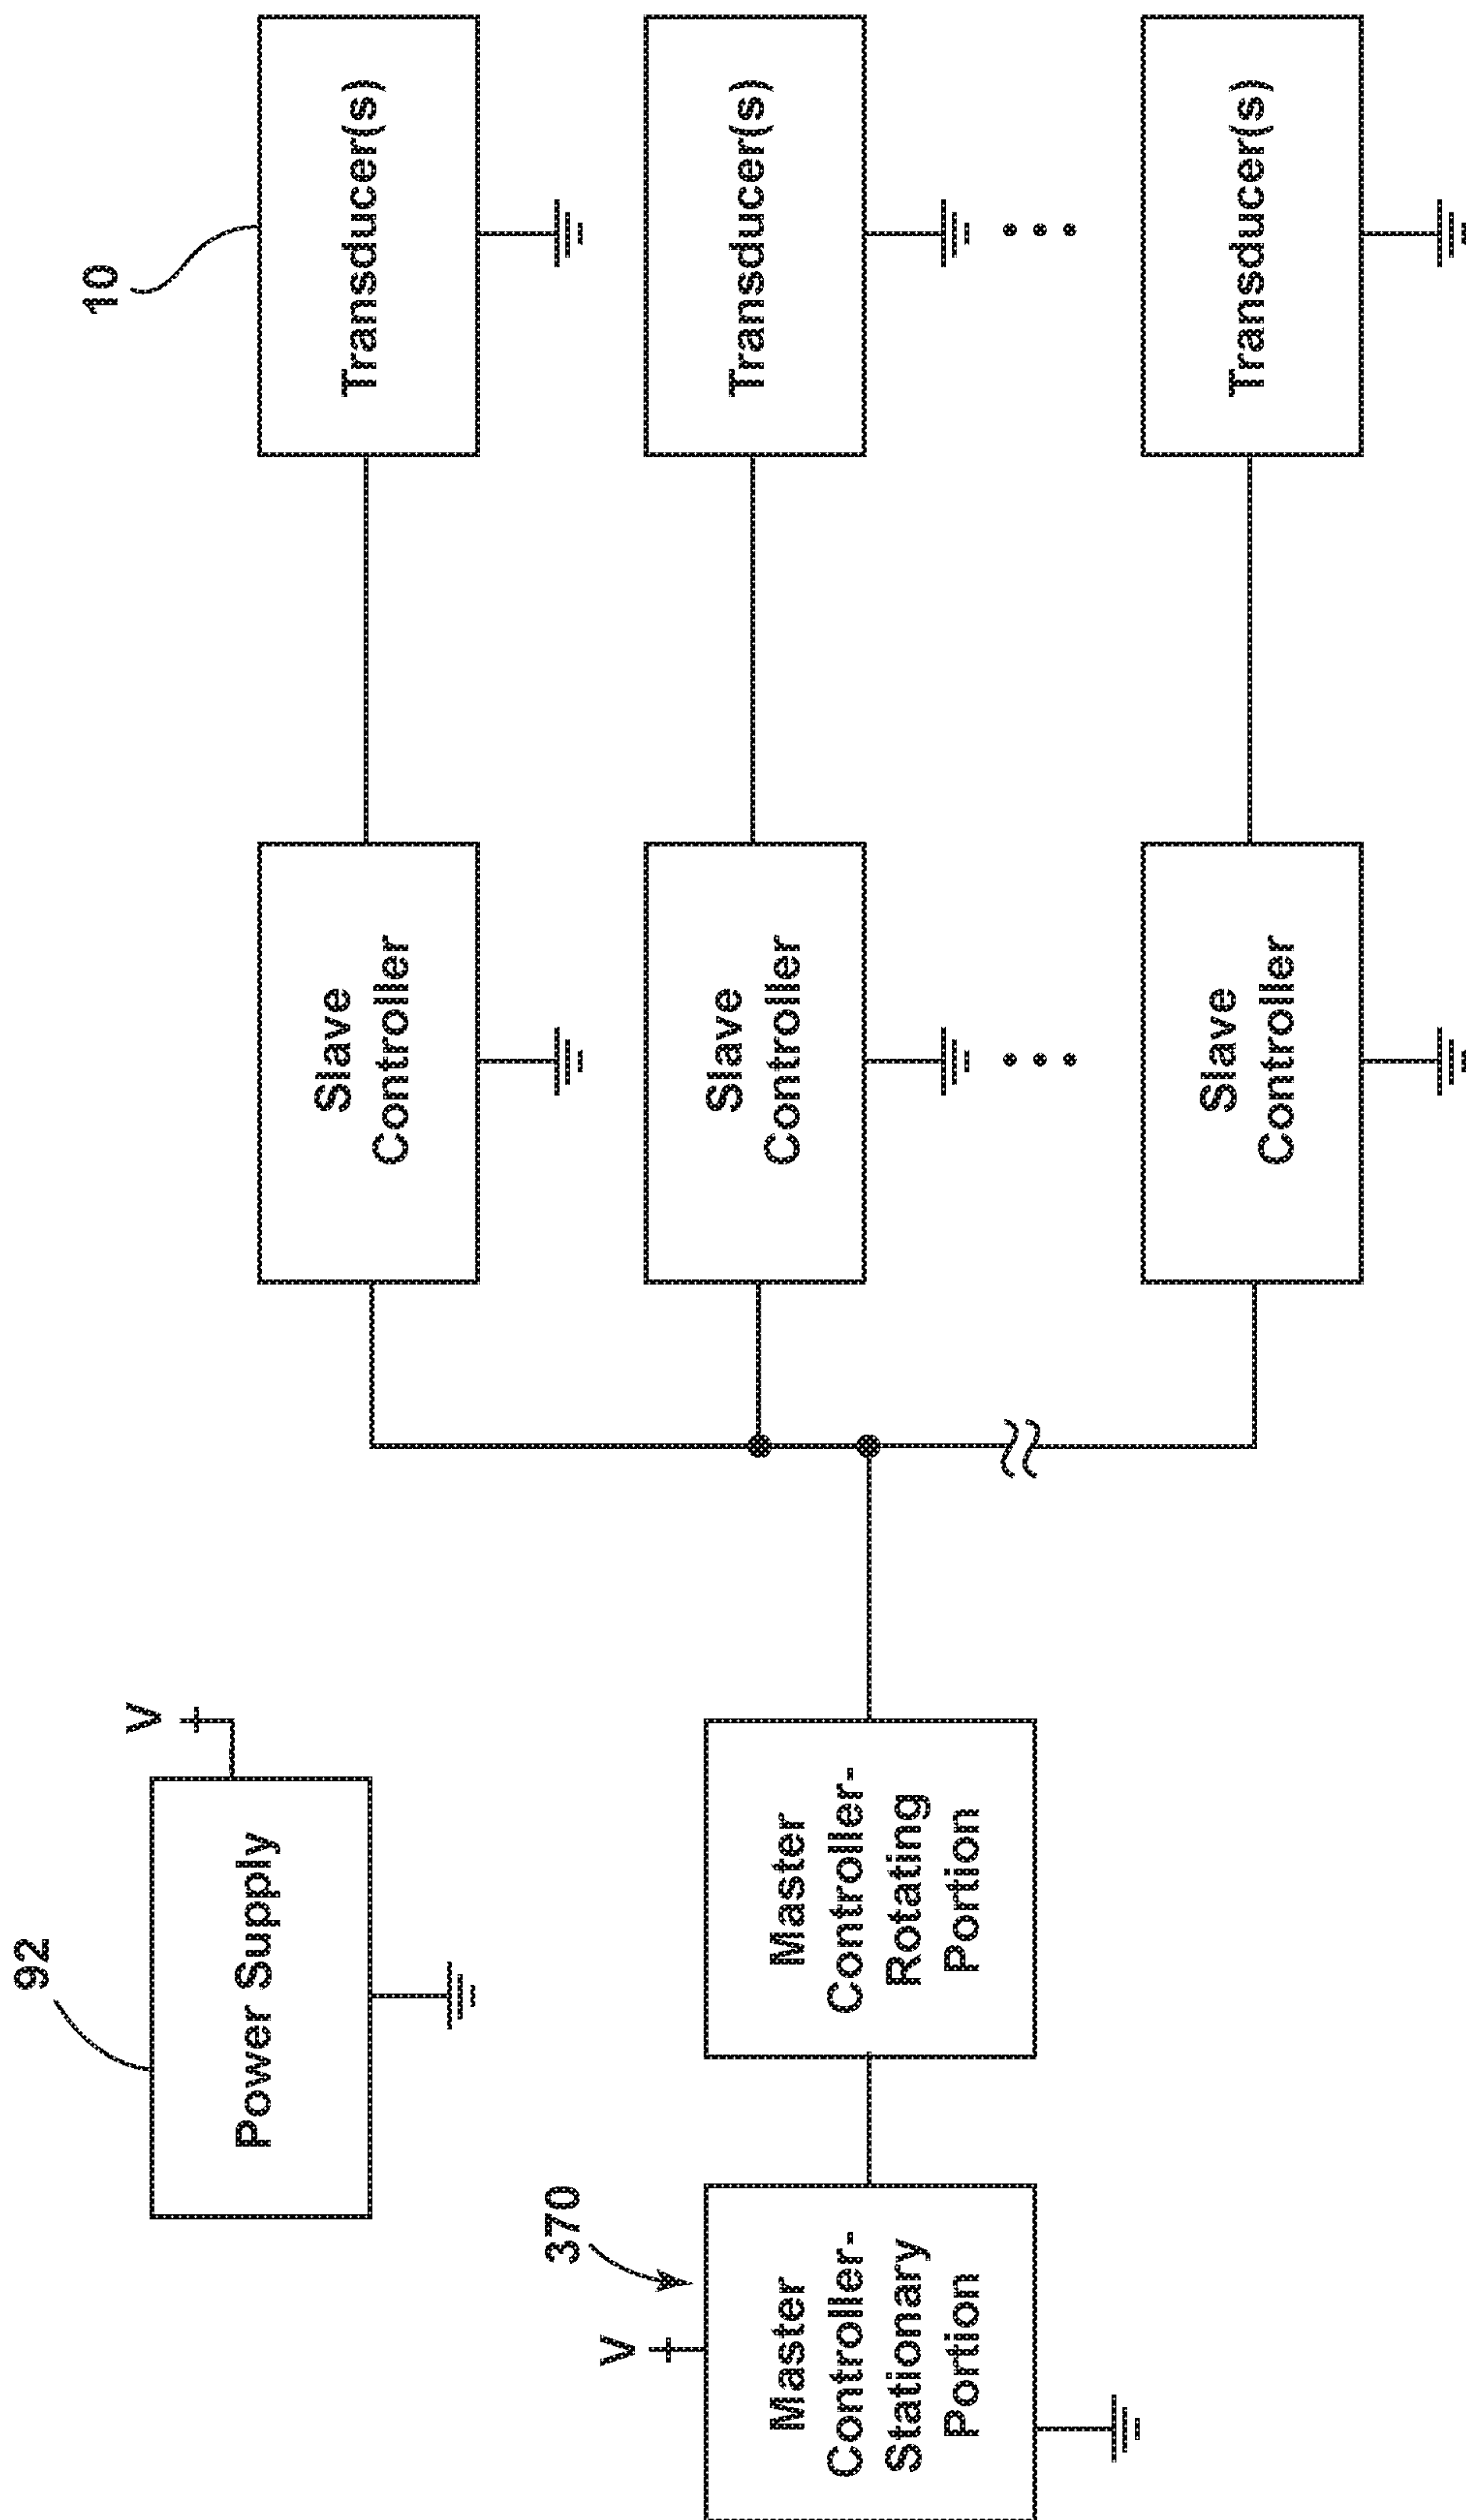 92
V
Power Supply
370
V
Master
Controller-
Stationary
Portion
Master
Controller-
Rotating
Portion
10
Slave
Controller
Transducer(s)
Slave
Controller
Transducer(s)
Slave
Controller
Transducer(s)